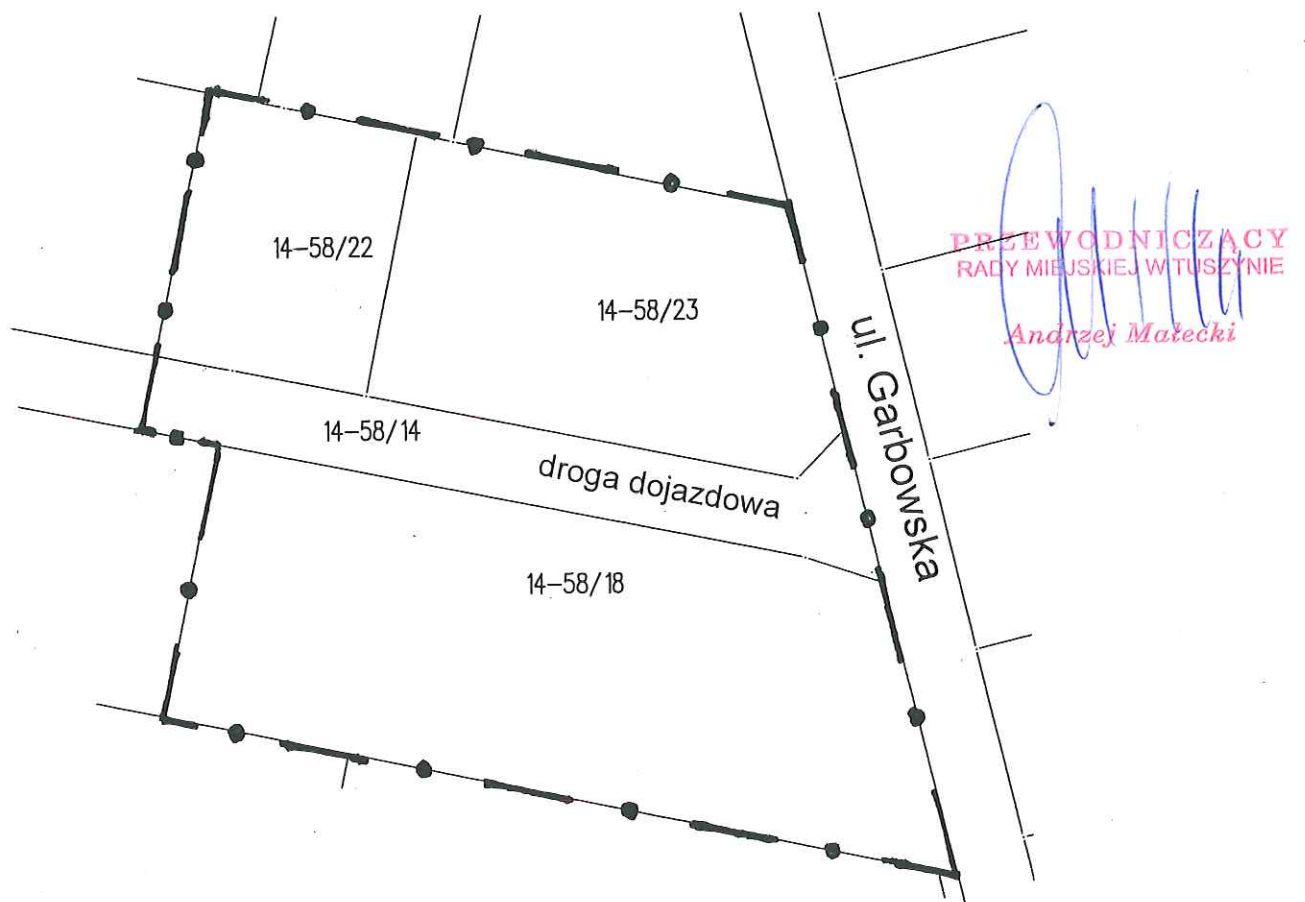 14-58/22
14-58/23
ul. Garbowska
PRZEWODNICZĄCY
RADY MIEJSKIEJ W TUSZYNIE
Andrzej Małecki
14-58/14
droga dojazdowa
14-58/18